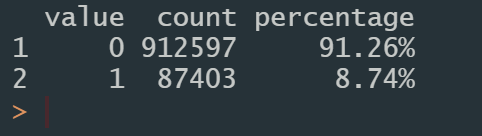 value count percentage
1 0 912597 91.26%
2 1 87403 8.74%
>